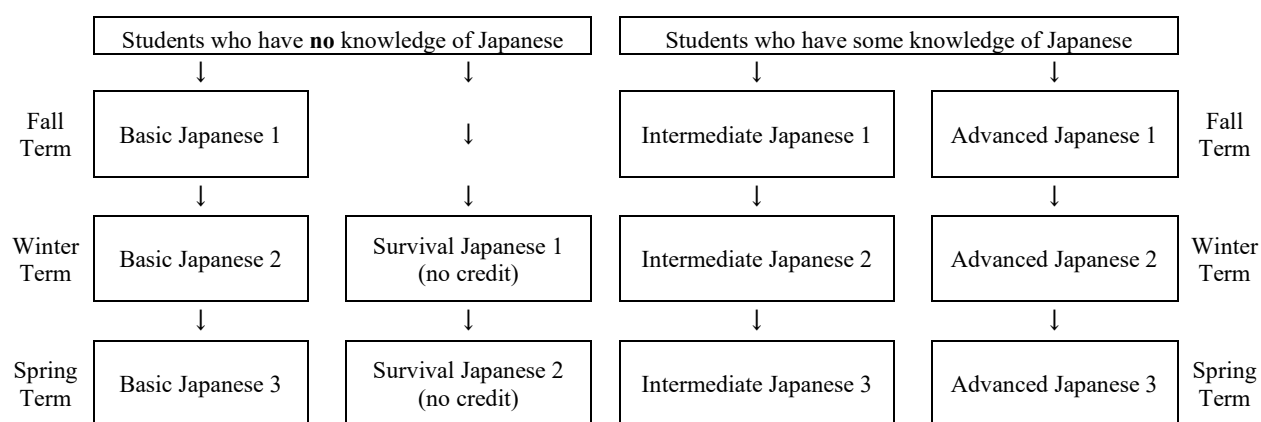 Students who have no knowledge of Japanese
Students who have some knowledge of Japanese
↓ ↓ ↓ ↓
Fall
Term
Basic Japanese 1
↓
Intermediate Japanese 1
Advanced Japanese 1
Fall
Term
↓ ↓ ↓ ↓
Winter
Term
Basic Japanese 2
Survival Japanese 1
(no credit)
Intermediate Japanese 2
Advanced Japanese 2
Winter
Term
↓ ↓ ↓ ↓
Spring
Term
Basic Japanese 3
Survival Japanese 2
(no credit)
Intermediate Japanese 3
Advanced Japanese 3
Spring
Term